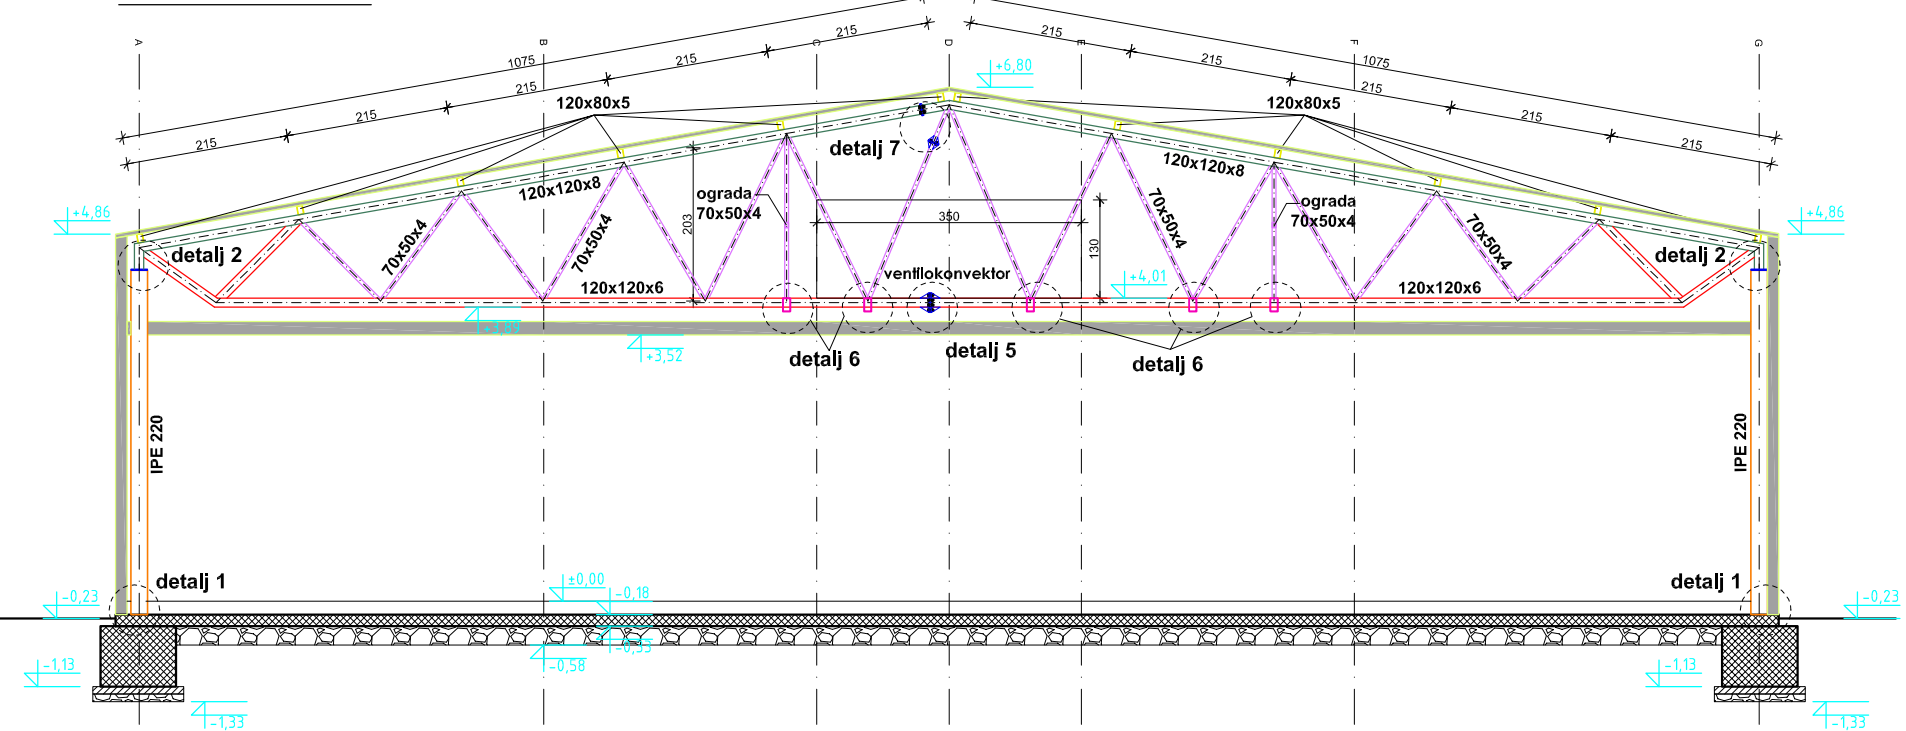 215
215
1075
1075
A
B
C
D
E
F
G
215
215
+6,80
215
215
120x80x5
120x80x5
215
215
215
215
detalj 7
120x120x8
120x120x8
ograda
70x50x4
ograda
70x50x4
+4,86
+4,86
203
350
130
70x50x4
70x50x4
70x50x4
70x50x4
detalj 2
detalj 2
ventilokonvektor
+4,01
120x120x6
120x120x6
+3,52
detalj 6
detalj 5
detalj 6
IPE 220
IPE 220
detalj 1
detalj 1
±0,00
-0,18
-0,23
-0,23
-0,33
-0,58
-1,13
-1,13
-1,33
-1,33